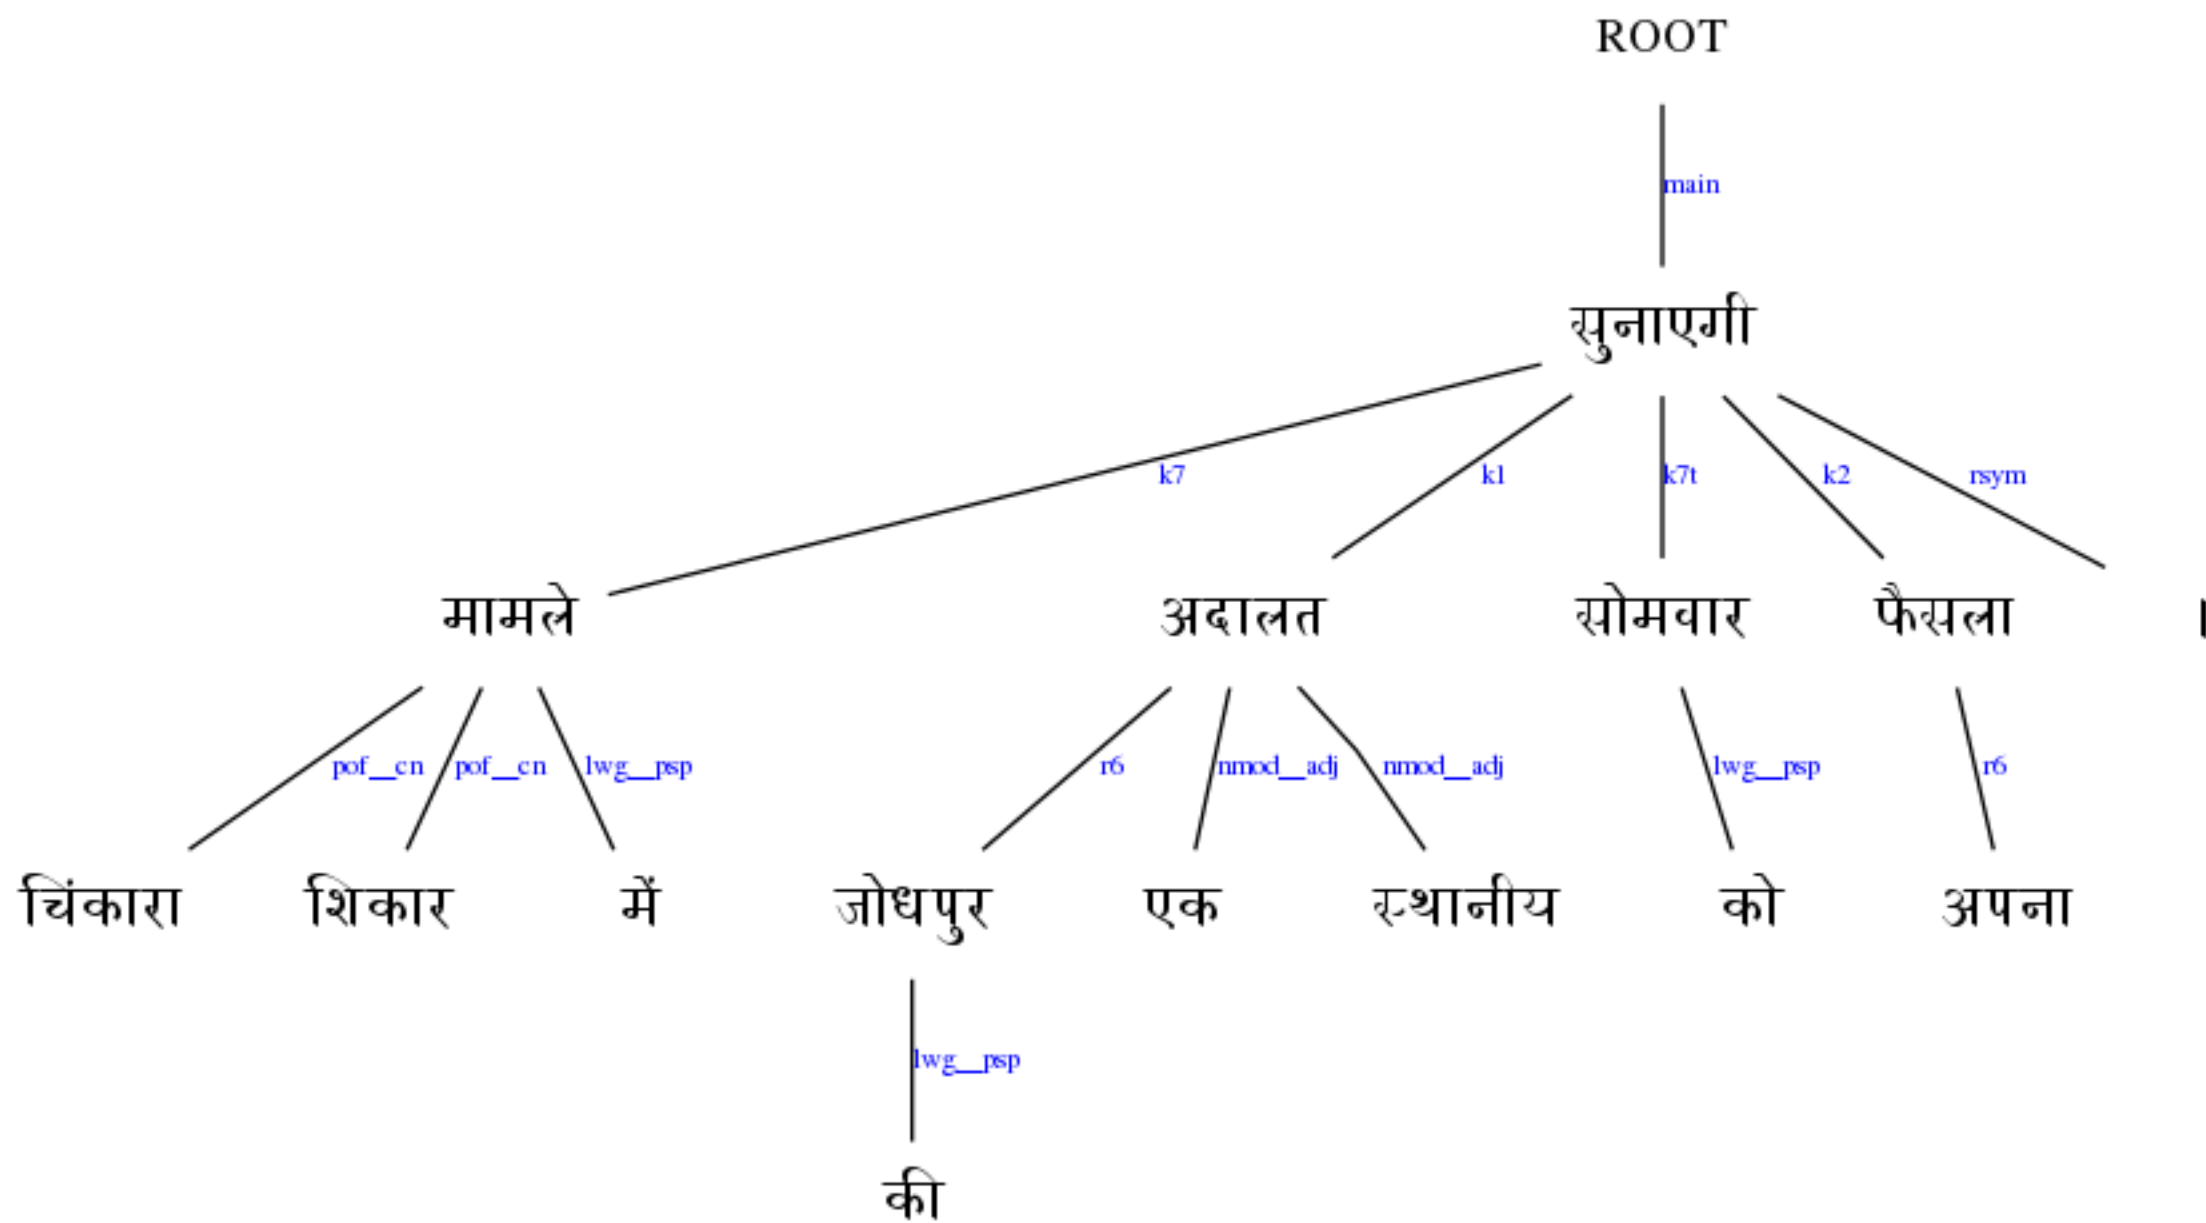 ROOT
main
सुनाएगी
k7 k1 k7t k2 rsym
मामले अदालत सोमवार फैसला ।
pof__cn pof__cn lwg__psp r6 nmod__adj nmod__adj lwg__psp r6
चिंकारा शिकार में जोधपुर एक स्थानीय को अपना
lwg__psp
की